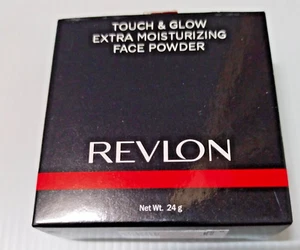 TOUCH & GLOW
EXTRA MOISTURIZING
FACE POWDER
REVLON
Net Wt. 24 g